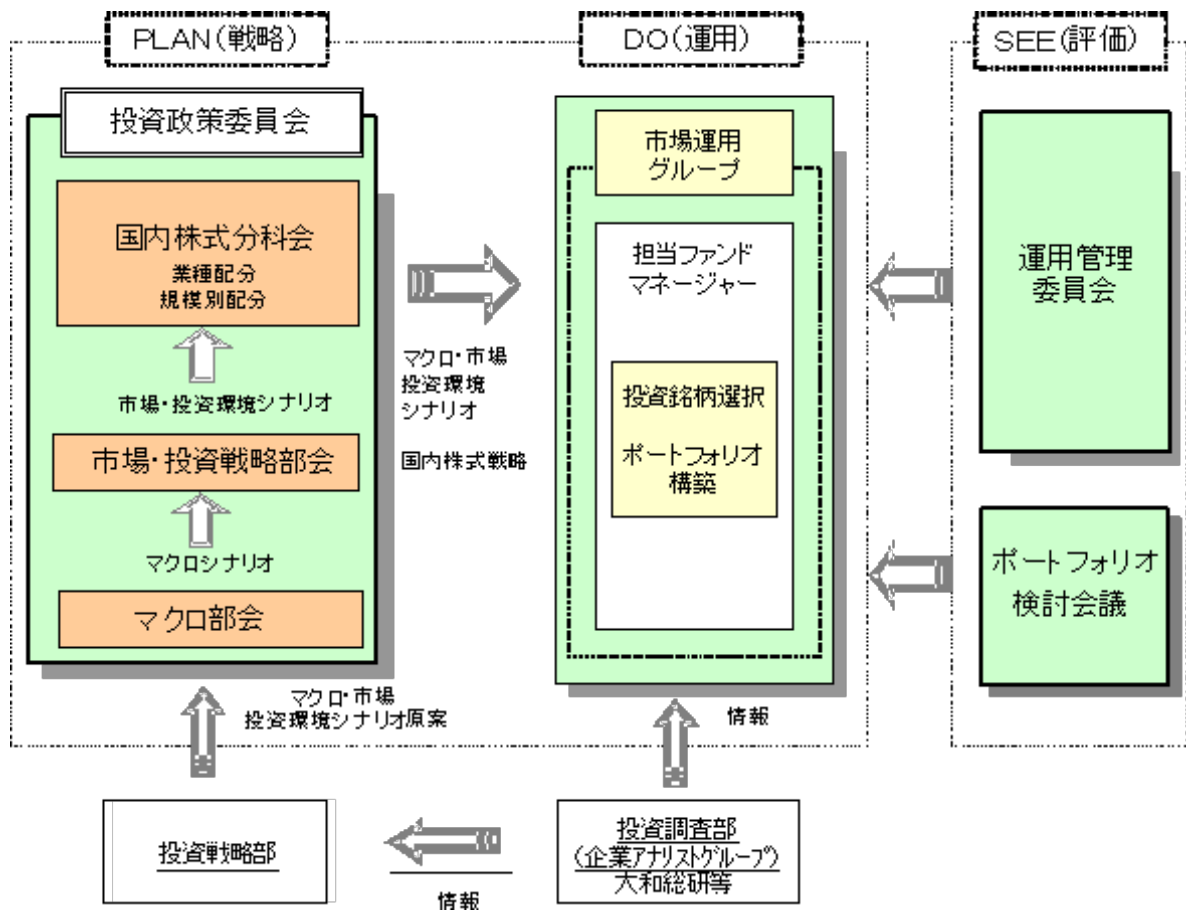 PLAN(戦略)
DO(運用)
SEE(評価)
投資政策委員会
国内株式分科会
業種配分
規模別配分
市場・投資環境シナリオ
市場・投資戦略部会
マクロシナリオ
マクロ部会
マクロ・市場
投資環境
シナリオ
国内株式戦略
市場運用
グループ
担当ファンド
マネージャー
投資銘柄選択
ポートフォリオ
構築
運用管理
委員会
ポートフォリオ
検討会議
マクロ・市場
投資環境シナリオ原案
情報
投資戦略部
情報
投資調査部
(企業アナリストグループ)
大和総研等